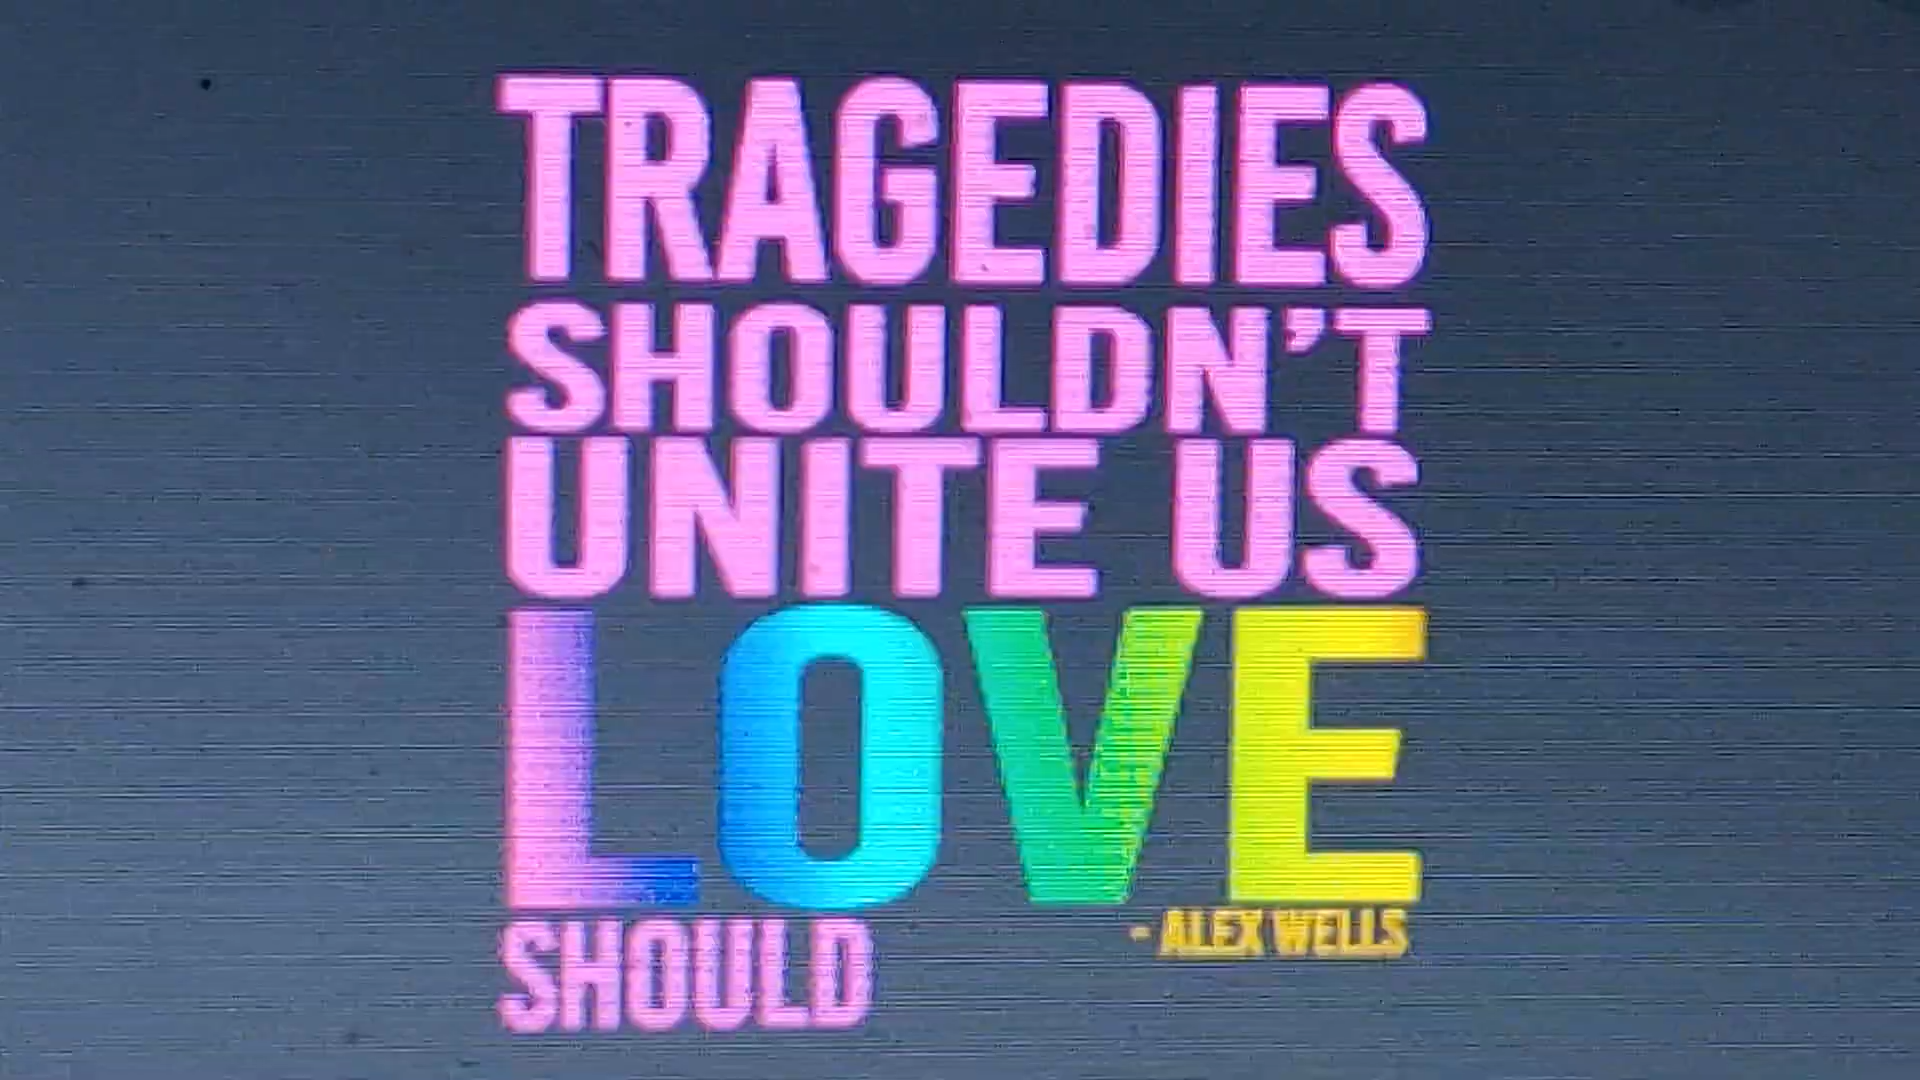 TRAGEDIES
SHOULDN'T
UNITE US
LOVE
SHOULD
- ALEX WELLS